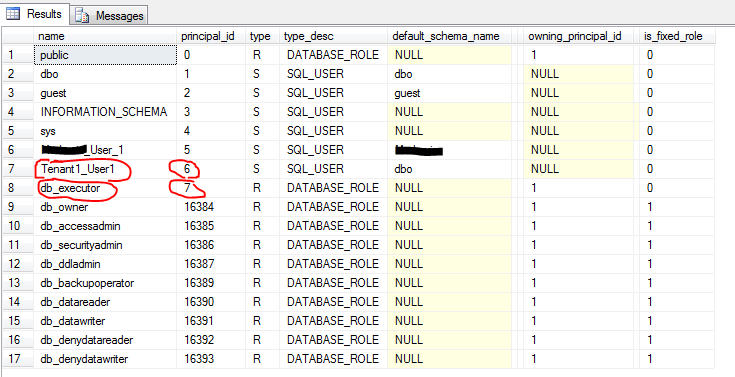 Results Messages
name principal_id type type_desc default_schema_name owning_principal_id is_fixed_role
1 public 0 R DATABASE_ROLE NULL 1 0
2 dbo 1 S SQL_USER dbo NULL 0
3 guest 2 S SQL_USER guest NULL 0
4 INFORMATION_SCHEMA 3 S SQL_USER NULL NULL 0
5 sys 4 S SQL_USER NULL NULL 0
6 _User_1 5 S SQL_USER NULL 0
7 Tenant1_User1 6 S SQL_USER dbo NULL 0
8 db_executor 7 R DATABASE_ROLE NULL 1 0
9 db_owner 16384 R DATABASE_ROLE NULL 1 1
10 db_accessadmin 16385 R DATABASE_ROLE NULL 1 1
11 db_securityadmin 16386 R DATABASE_ROLE NULL 1 1
12 db_ddladmin 16387 R DATABASE_ROLE NULL 1 1
13 db_backupoperator 16389 R DATABASE_ROLE NULL 1 1
14 db_datareader 16390 R DATABASE_ROLE NULL 1 1
15 db_datawriter 16391 R DATABASE_ROLE NULL 1 1
16 db_denydatareader 16392 R DATABASE_ROLE NULL 1 1
17 db_denydatawriter 16393 R DATABASE_ROLE NULL 1 1